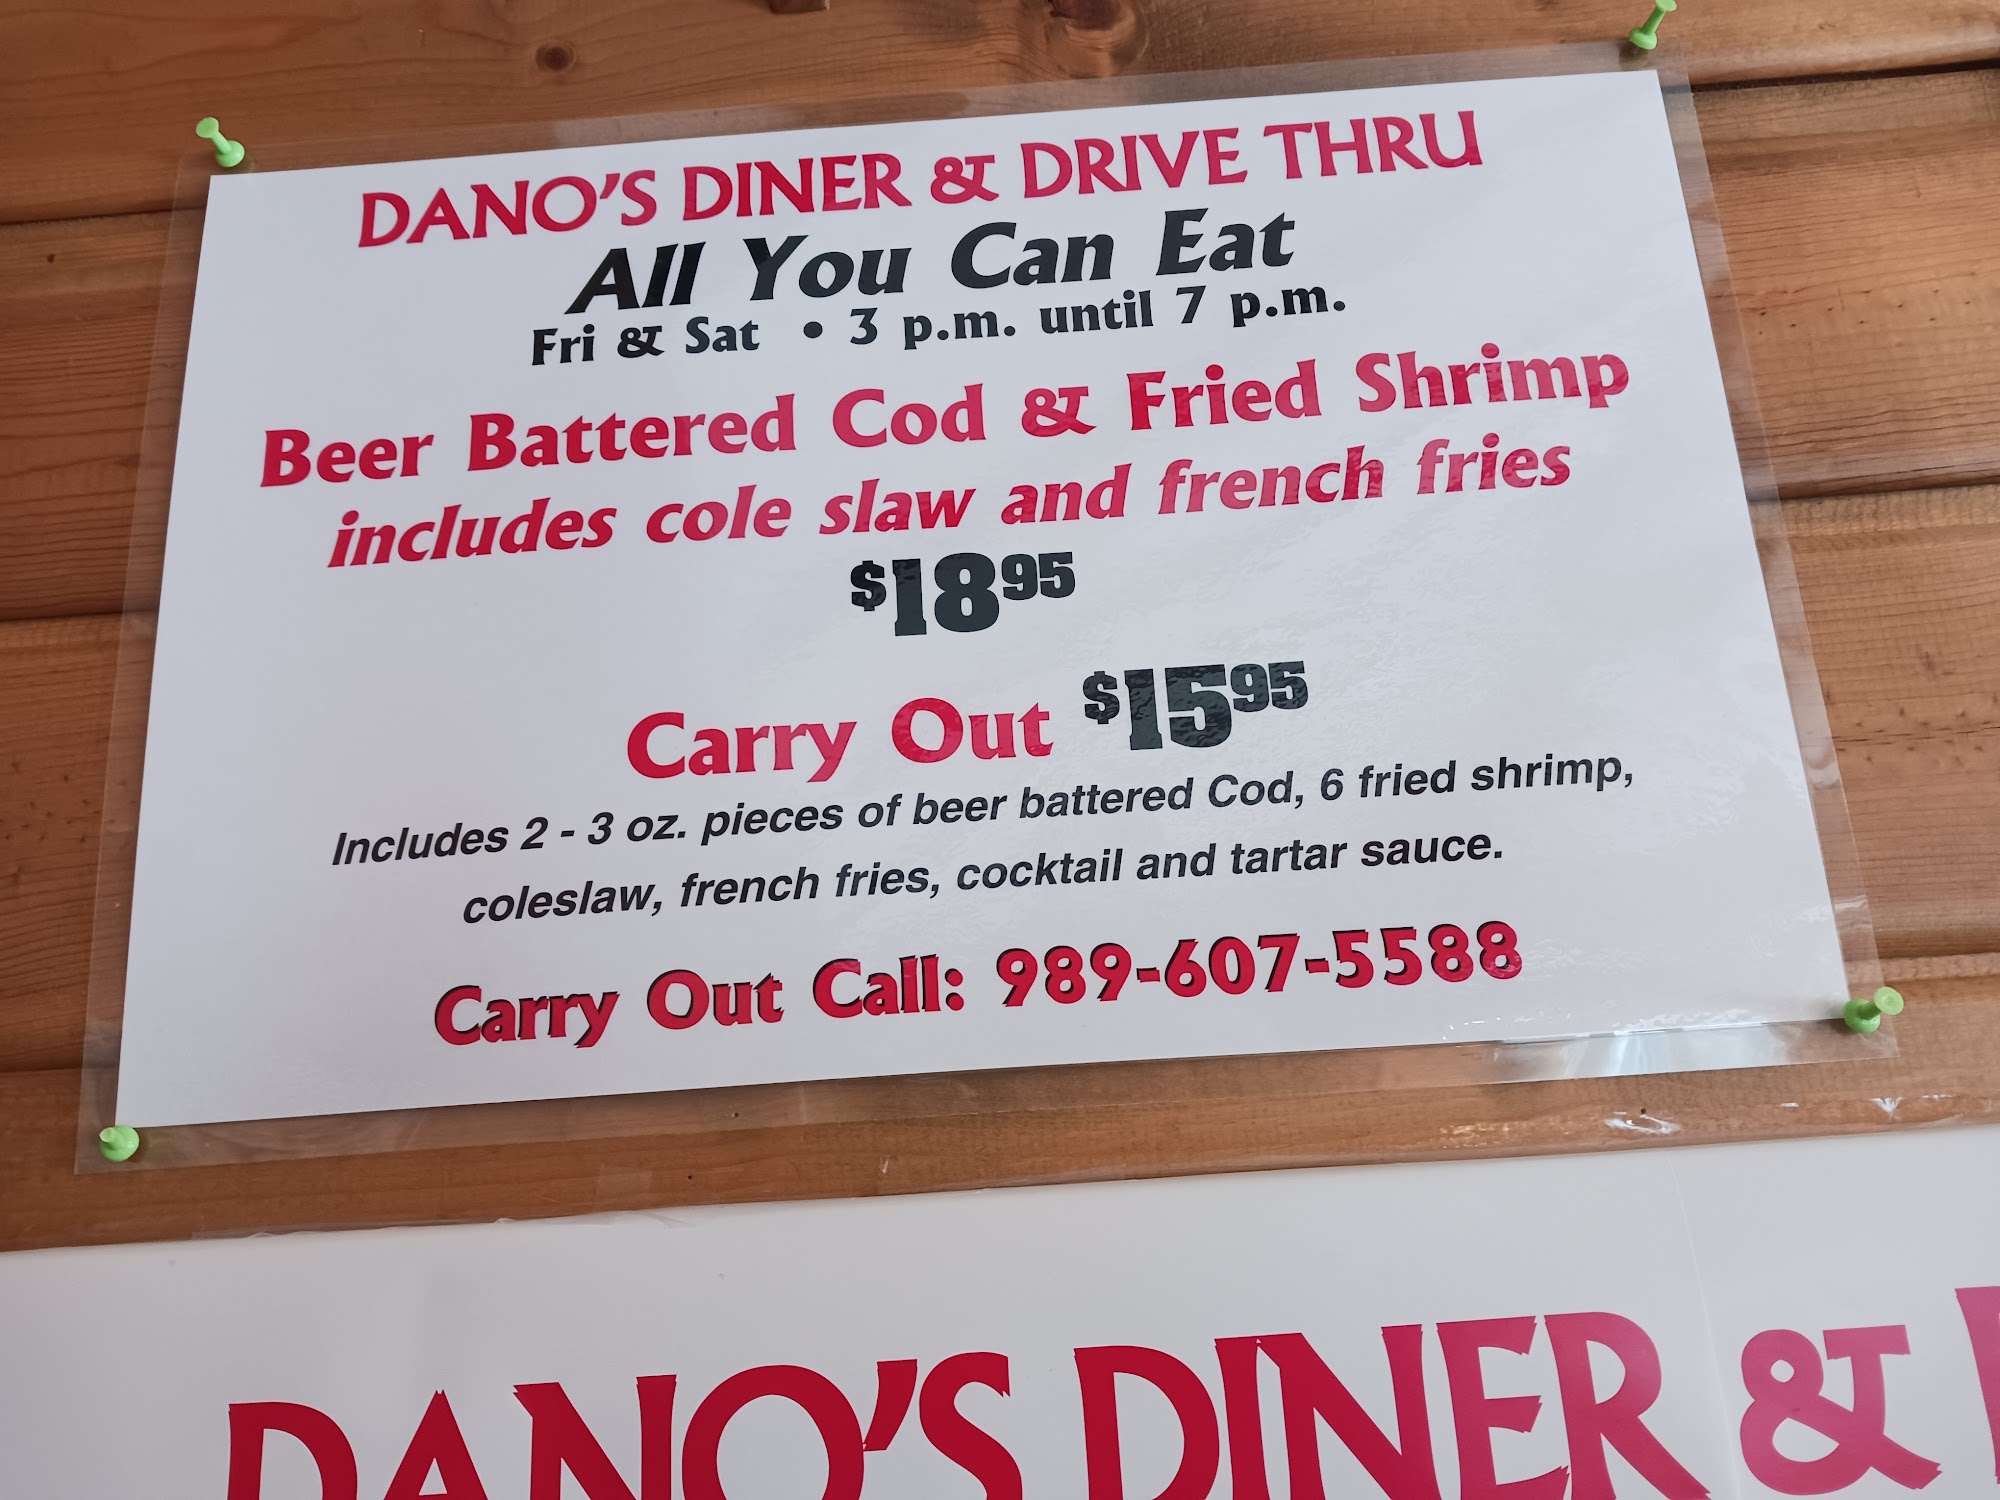 DANO'S DINER & DRIVE THRU
All You Can Eat
Fri & Sat • 3 p.m. until 7 p.m.
Beer Battered Cod & Fried Shrimp
includes cole slaw and french fries
$1895
Carry Out $1595
Includes 2 - 3 oz. pieces of beer battered Cod, 6 fried shrimp,
coleslaw, french fries, cocktail and tartar sauce.
Carry Out Call: 989-607-5588
DANO'S DINER &